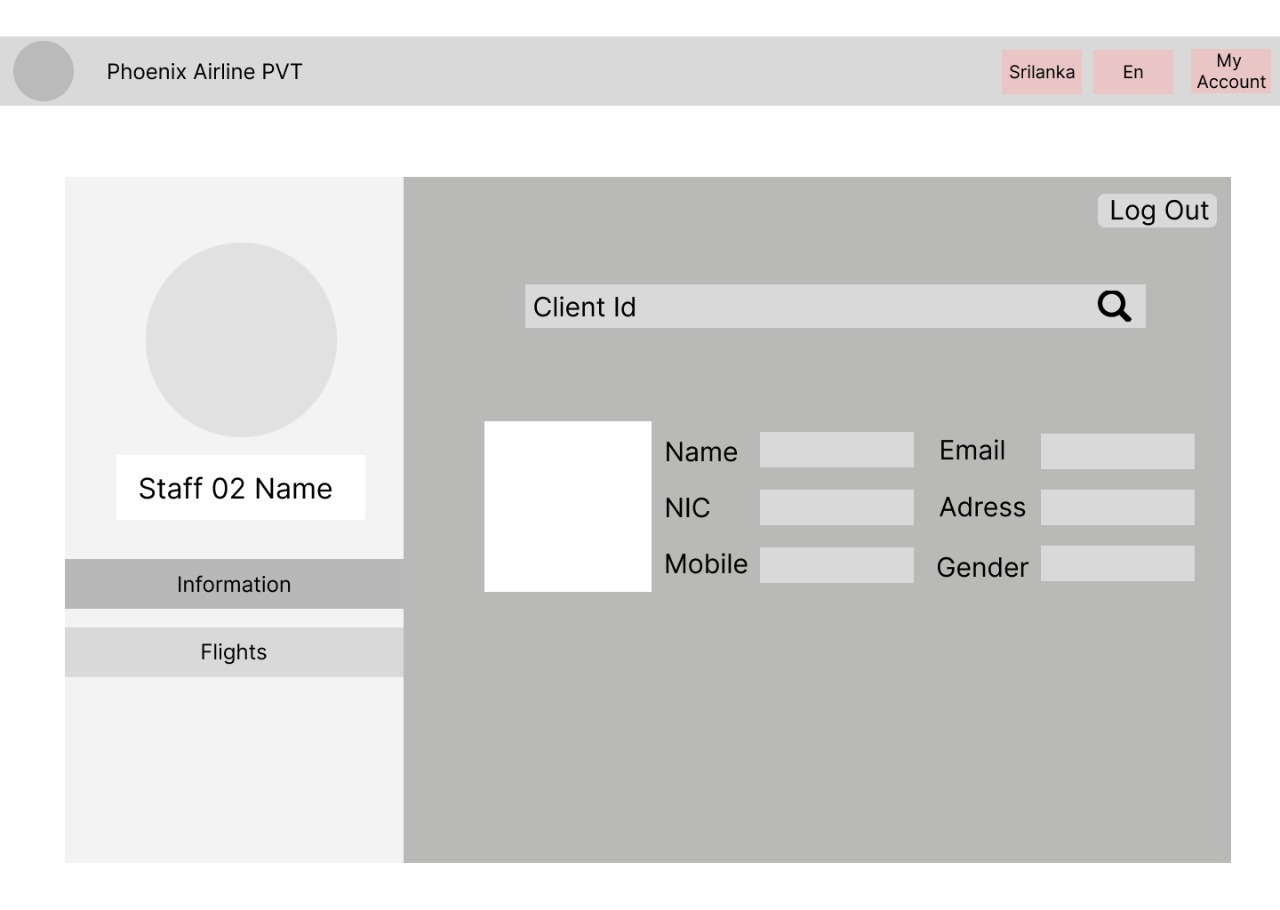 Phoenix Airline PVT
Srilanka
En
My
Account
Log Out
Client Id
Staff 02 Name
Information
Flights
Name
Email
NIC
Adress
Mobile
Gender